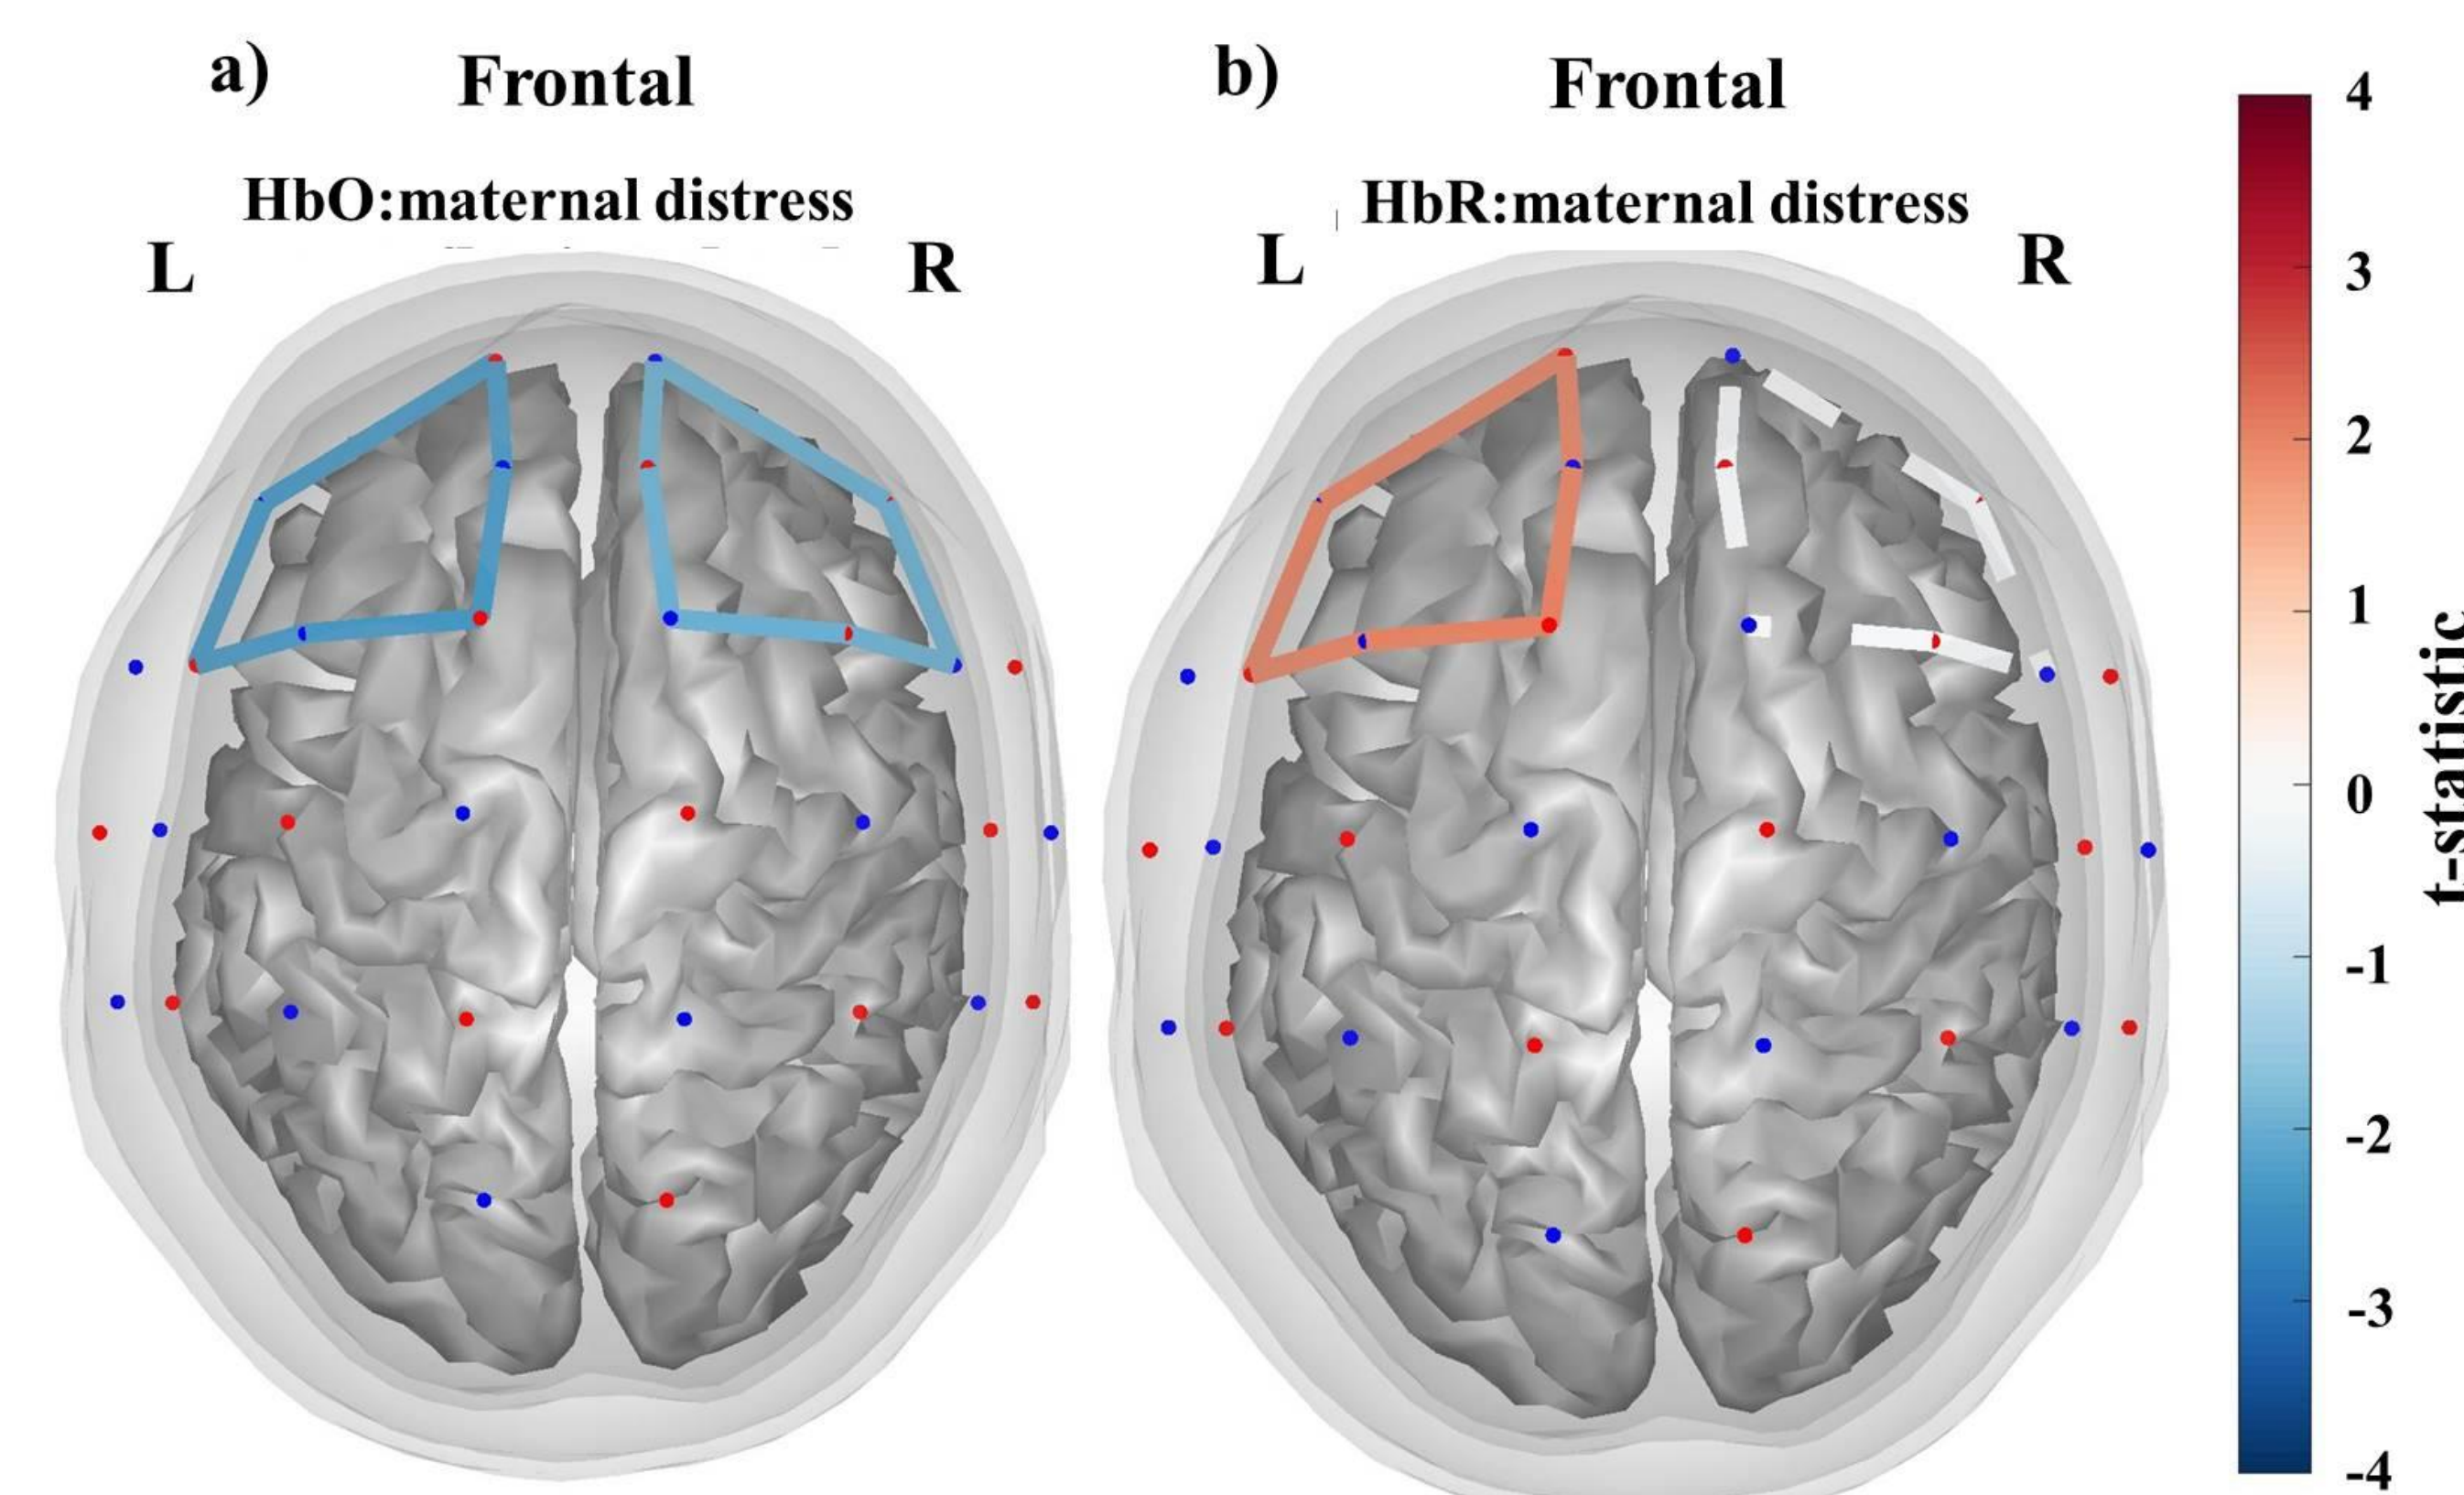 a)
Frontal
HbO:maternal distress
L
R
b)
Frontal
HbR:maternal distress
L
R
4
3
2
1
0
-1
-2
-3
-4
t-statistic